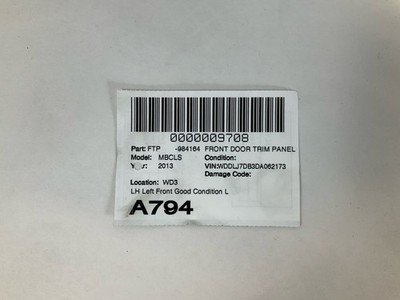 0000009708
Part: FTP -984164 FRONT DOOR TRIM PANEL
Model: MBCLS Condition:
Year: 2013 VIN:WDDLJ7DB3DA062173
Damage Code:
Location: WD3
LH Left Front Good Condition L
A794